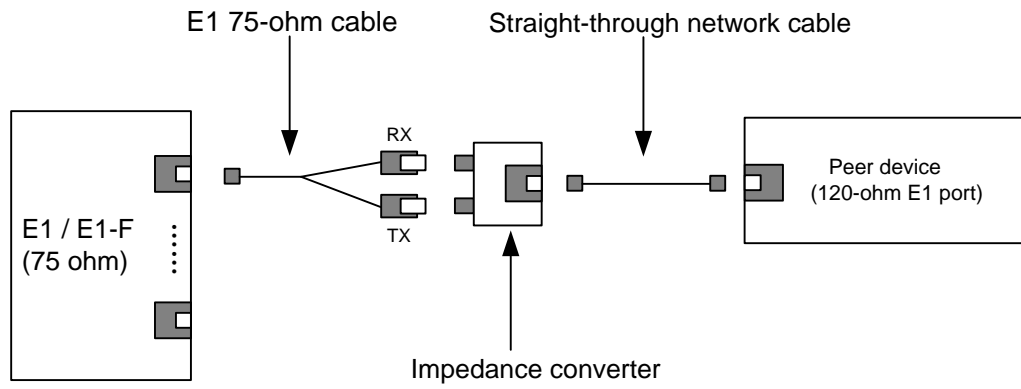 E1 75-ohm cable
Straight-through network cable
RX
TX
E1 / E1-F
(75 ohm)
Peer device
(120-ohm E1 port)
Impedance converter